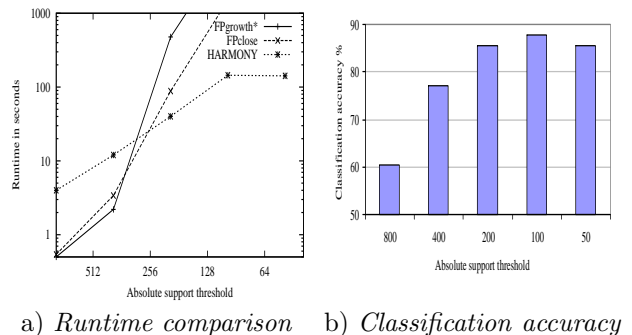 1000
100
10
1
FPgrowth*
FPclose
HARMONY
Runtime in seconds
512 256 128 64
Absolute support threshold
a) Runtime comparison
90
80
70
60
50
Classification accuracy %
800 400 200 100 50
Absolute support threshold
b) Classification accuracy